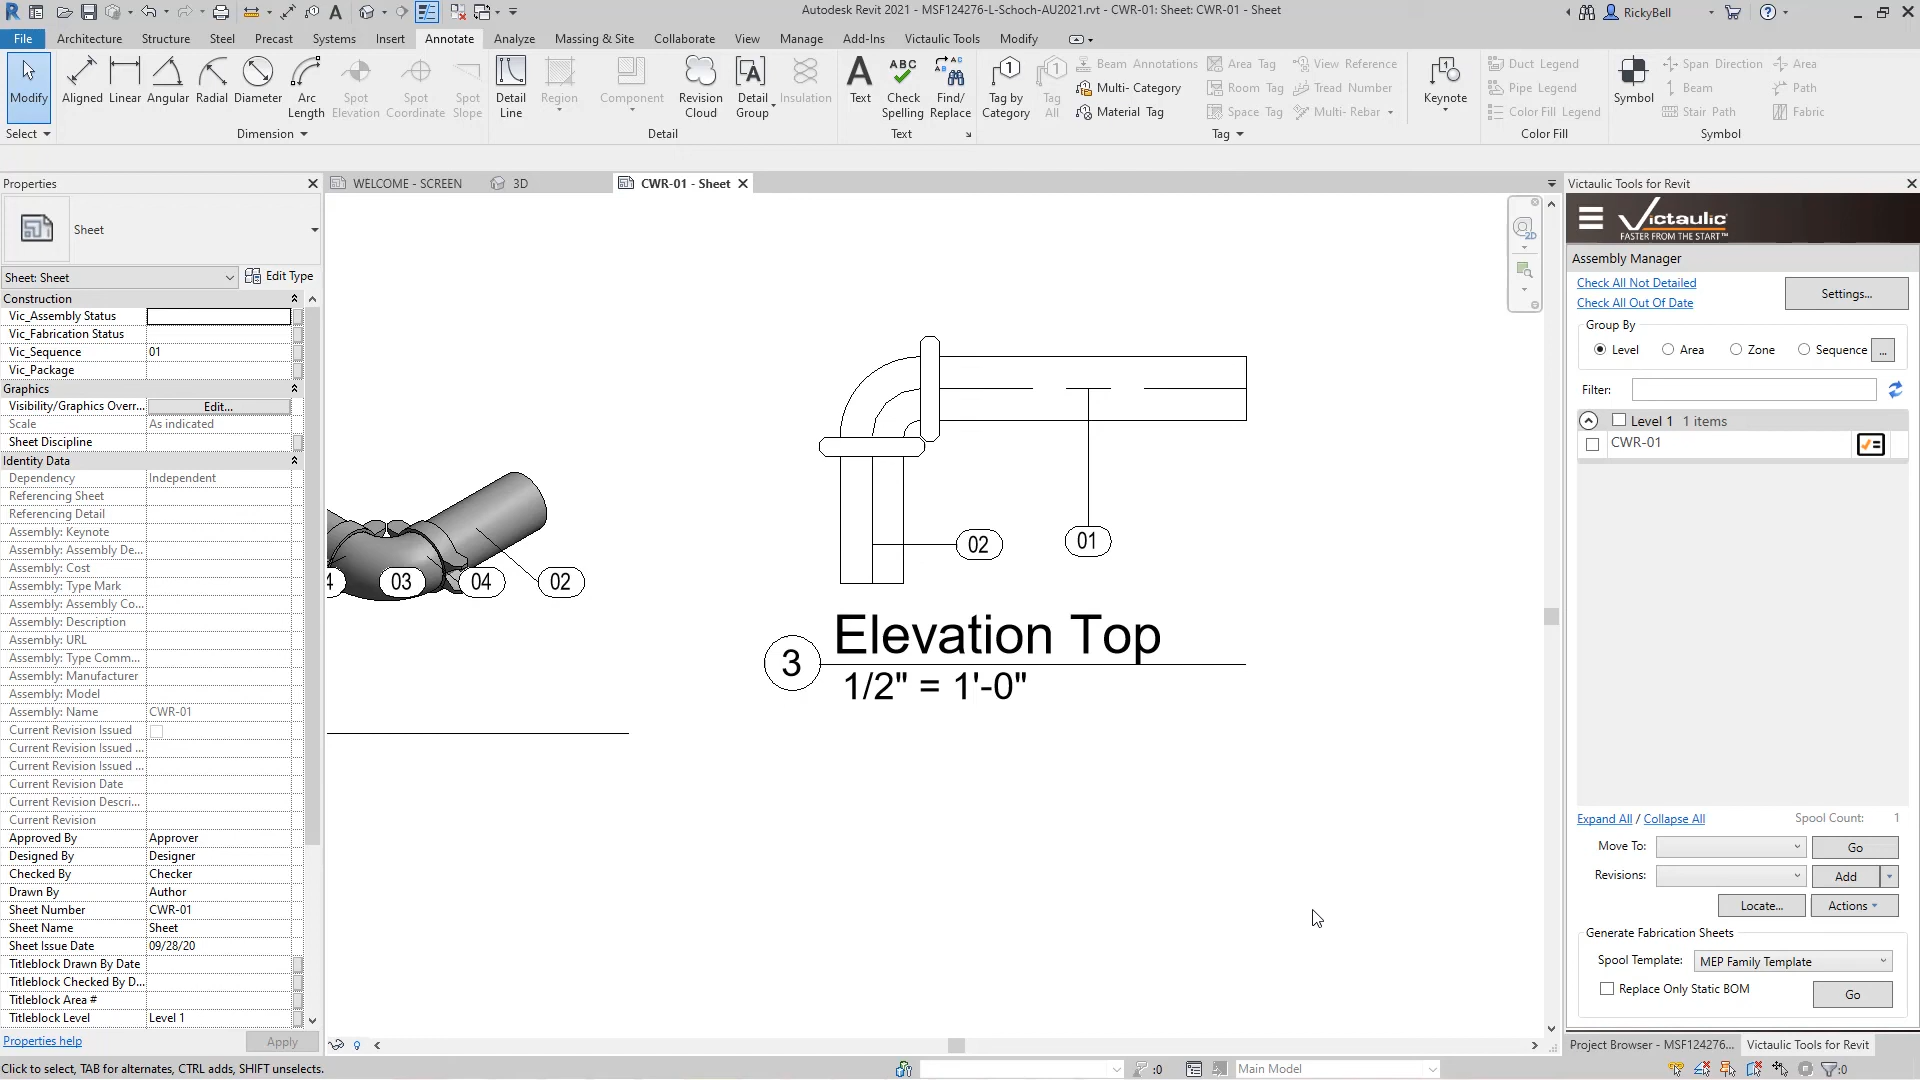 Autodesk Revit 2021 - MSF124276-L-Schoch-AU2021.rvt - CWR-01: Sheet: CWR-01 - Sheet
RickyBell
File Architecture Structure Steel Precast Systems Insert Annotate Analyze Massing & Site Collaborate View Manage Add-Ins Victaulic Tools Modify
Modify Aligned Linear Angular Radial Diameter Arc Length Spot Elevation Spot Coordinate Spot Slope Detail Line Region Component Revision Cloud Detail Group Insulation Text Check Spelling Find/ Replace Tag by Category Tag All
Beam Annotations Area Tag View Reference
Multi- Category Room Tag Tread Number
Material Tag Space Tag Multi- Rebar
Keynote
Duct Legend
Pipe Legend
Color Fill Legend
Symbol
Span Direction Area
Beam Path
Stair Path Fabric
Select Dimension Detail Text Tag Color Fill Symbol
Properties
WELCOME - SCREEN 3D CWR-01 - Sheet
Victaulic Tools for Revit
Sheet
Sheet: Sheet Edit Type
Construction
Vic_Assembly Status
Vic_Fabrication Status
Vic_Sequence 01
Vic_Package
Graphics
Visibility/Graphics Overr... Edit...
Scale As indicated
Sheet Discipline
Identity Data
Dependency Independent
Referencing Sheet
Referencing Detail
Assembly: Keynote
Assembly: Assembly De...
Assembly: Cost
Assembly: Type Mark
Assembly: Assembly Co...
Assembly: Description
Assembly: URL
Assembly: Type Comm...
Assembly: Manufacturer
Assembly: Model
Assembly: Name CWR-01
Current Revision Issued
Current Revision Issued ...
Current Revision Issued ...
Current Revision Date
Current Revision Descri...
Current Revision
Approved By Approver
Designed By Designer
Checked By Checker
Drawn By Author
Sheet Number CWR-01
Sheet Name Sheet
Sheet Issue Date 09/28/20
Titleblock Drawn By Date
Titleblock Checked By D...
Titleblock Area #
Titleblock Level Level 1
Properties help Apply
4 03 04 02
02 01
3 Elevation Top
1/2" = 1'-0"
2D
Victaulic
FASTER FROM THE START™
Assembly Manager
Check All Not Detailed
Check All Out Of Date
Settings...
Group By
Level Area Zone Sequence ...
Filter:
Level 1 1 items
CWR-01
Expand All / Collapse All Spool Count: 1
Move To: Go
Revisions: Add
Locate... Actions
Generate Fabrication Sheets
Spool Template: MEP Family Template
Replace Only Static BOM Go
Project Browser - MSF124276... Victaulic Tools for Revit
Click to select, TAB for alternates, CTRL adds, SHIFT unselects. :0 Main Model :0